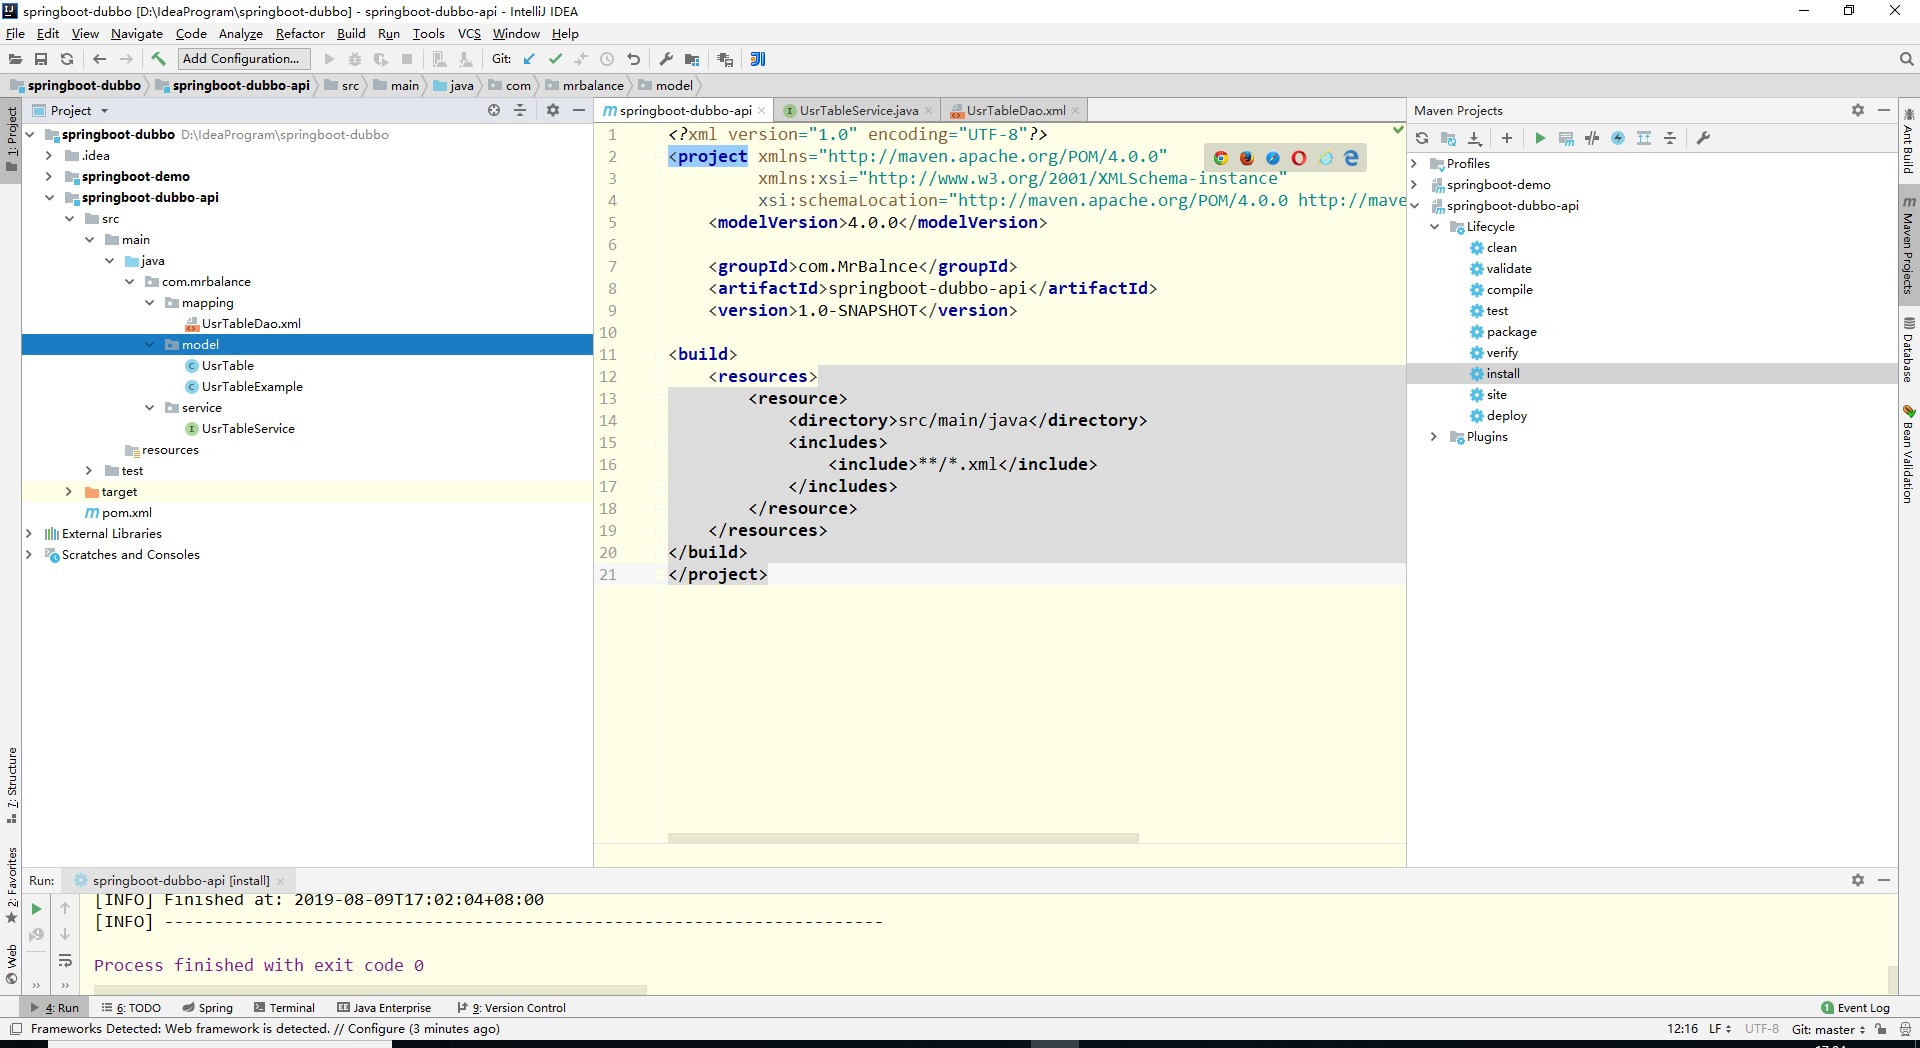 springboot-dubbo [D:\IdeaProgram\springboot-dubbo] - springboot-dubbo-api - IntelliJ IDEA
File Edit View Navigate Code Analyze Refactor Build Run Tools VCS Window Help
Add Configuration... Git:
springboot-dubbo springboot-dubbo-api src main java com mrbalance model
1: Project
7: Structure
2: Favorites
Web
Project
springboot-dubbo D:\IdeaProgram\springboot-dubbo
.idea
springboot-demo
springboot-dubbo-api
src
main
java
com.mrbalance
mapping
UsrTableDao.xml
model
UsrTable
UsrTableExample
service
UsrTableService
resources
test
target
pom.xml
External Libraries
Scratches and Consoles
springboot-dubbo-api UsrTableService.java UsrTableDao.xml
1 <?xml version="1.0" encoding="UTF-8"?>
2 <project xmlns="http://maven.apache.org/POM/4.0.0"
3 xmlns:xsi="http://www.w3.org/2001/XMLSchema-instance"
4 xsi:schemaLocation="http://maven.apache.org/POM/4.0.0 http://mave
5 <modelVersion>4.0.0</modelVersion>
6
7 <groupId>com.MrBalnce</groupId>
8 <artifactId>springboot-dubbo-api</artifactId>
9 <version>1.0-SNAPSHOT</version>
10
11 <build>
12 <resources>
13 <resource>
14 <directory>src/main/java</directory>
15 <includes>
16 <include>**/*.xml</include>
17 </includes>
18 </resource>
19 </resources>
20 </build>
21 </project>
Maven Projects
Profiles
springboot-demo
springboot-dubbo-api
Lifecycle
clean
validate
compile
test
package
verify
install
site
deploy
Plugins
Ant Build
Maven Projects
Database
Bean Validation
Run: springboot-dubbo-api [install]
[INFO] Finished at: 2019-08-09T17:02:04+08:00
[INFO] ------------------------------------------------------------------------
Process finished with exit code 0
4: Run 6: TODO Spring Terminal Java Enterprise 9: Version Control 1 Event Log
Frameworks Detected: Web framework is detected. // Configure (3 minutes ago) 12:16 LF UTF-8 Git: master